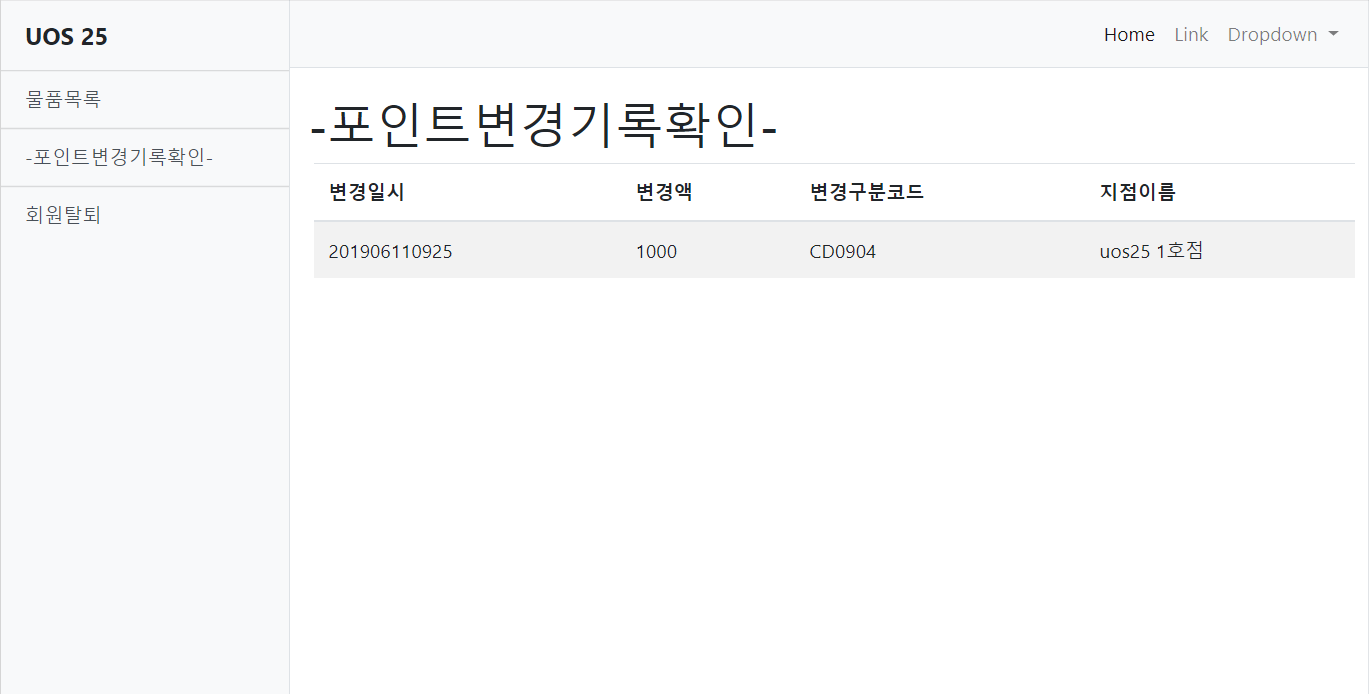 UOS 25
Home Link Dropdown
물품목록
-포인트변경기록확인-
회원탈퇴
-포인트변경기록확인-
변경일시 변경액 변경구분코드 지점이름
201906110925 1000 CD0904 uos25 1호점